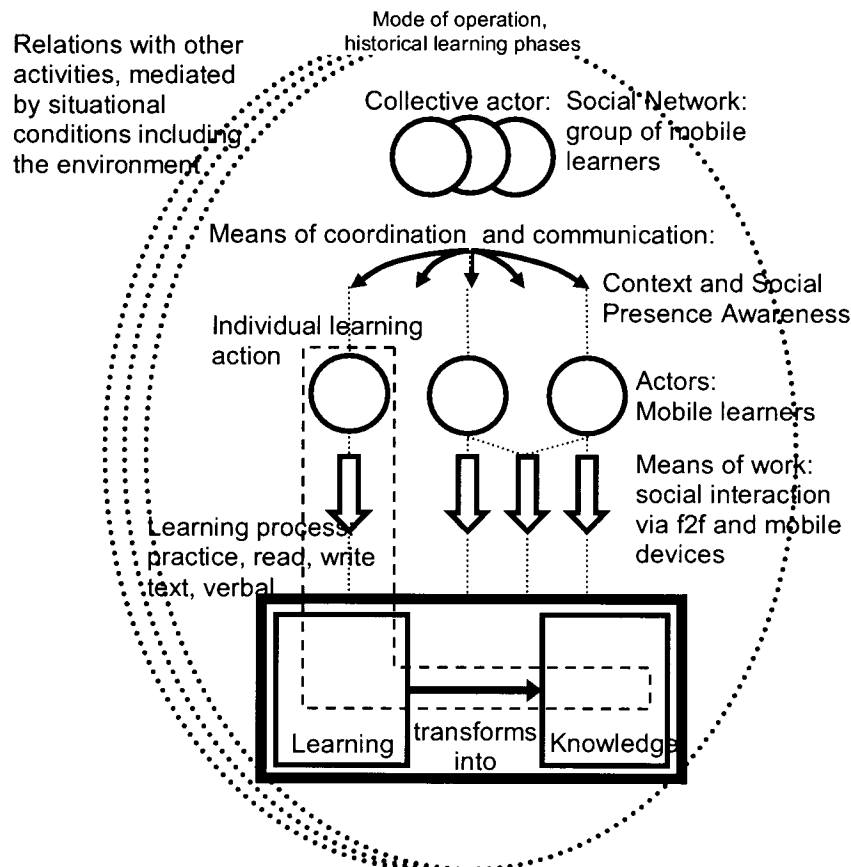 Mode of operation,
historical learning phases
Relations with other
activities, mediated
by situational
conditions including
the environment
Collective actor:
Social Network:
group of mobile
learners
Means of coordination and communication:
Context and Social
Presence Awareness
Individual learning
action
Actors:
Mobile learners
Means of work:
social interaction
via f2f and mobile
devices
Learning process:
practice, read, write
text, verbal
Learning
transforms
into
Knowledge